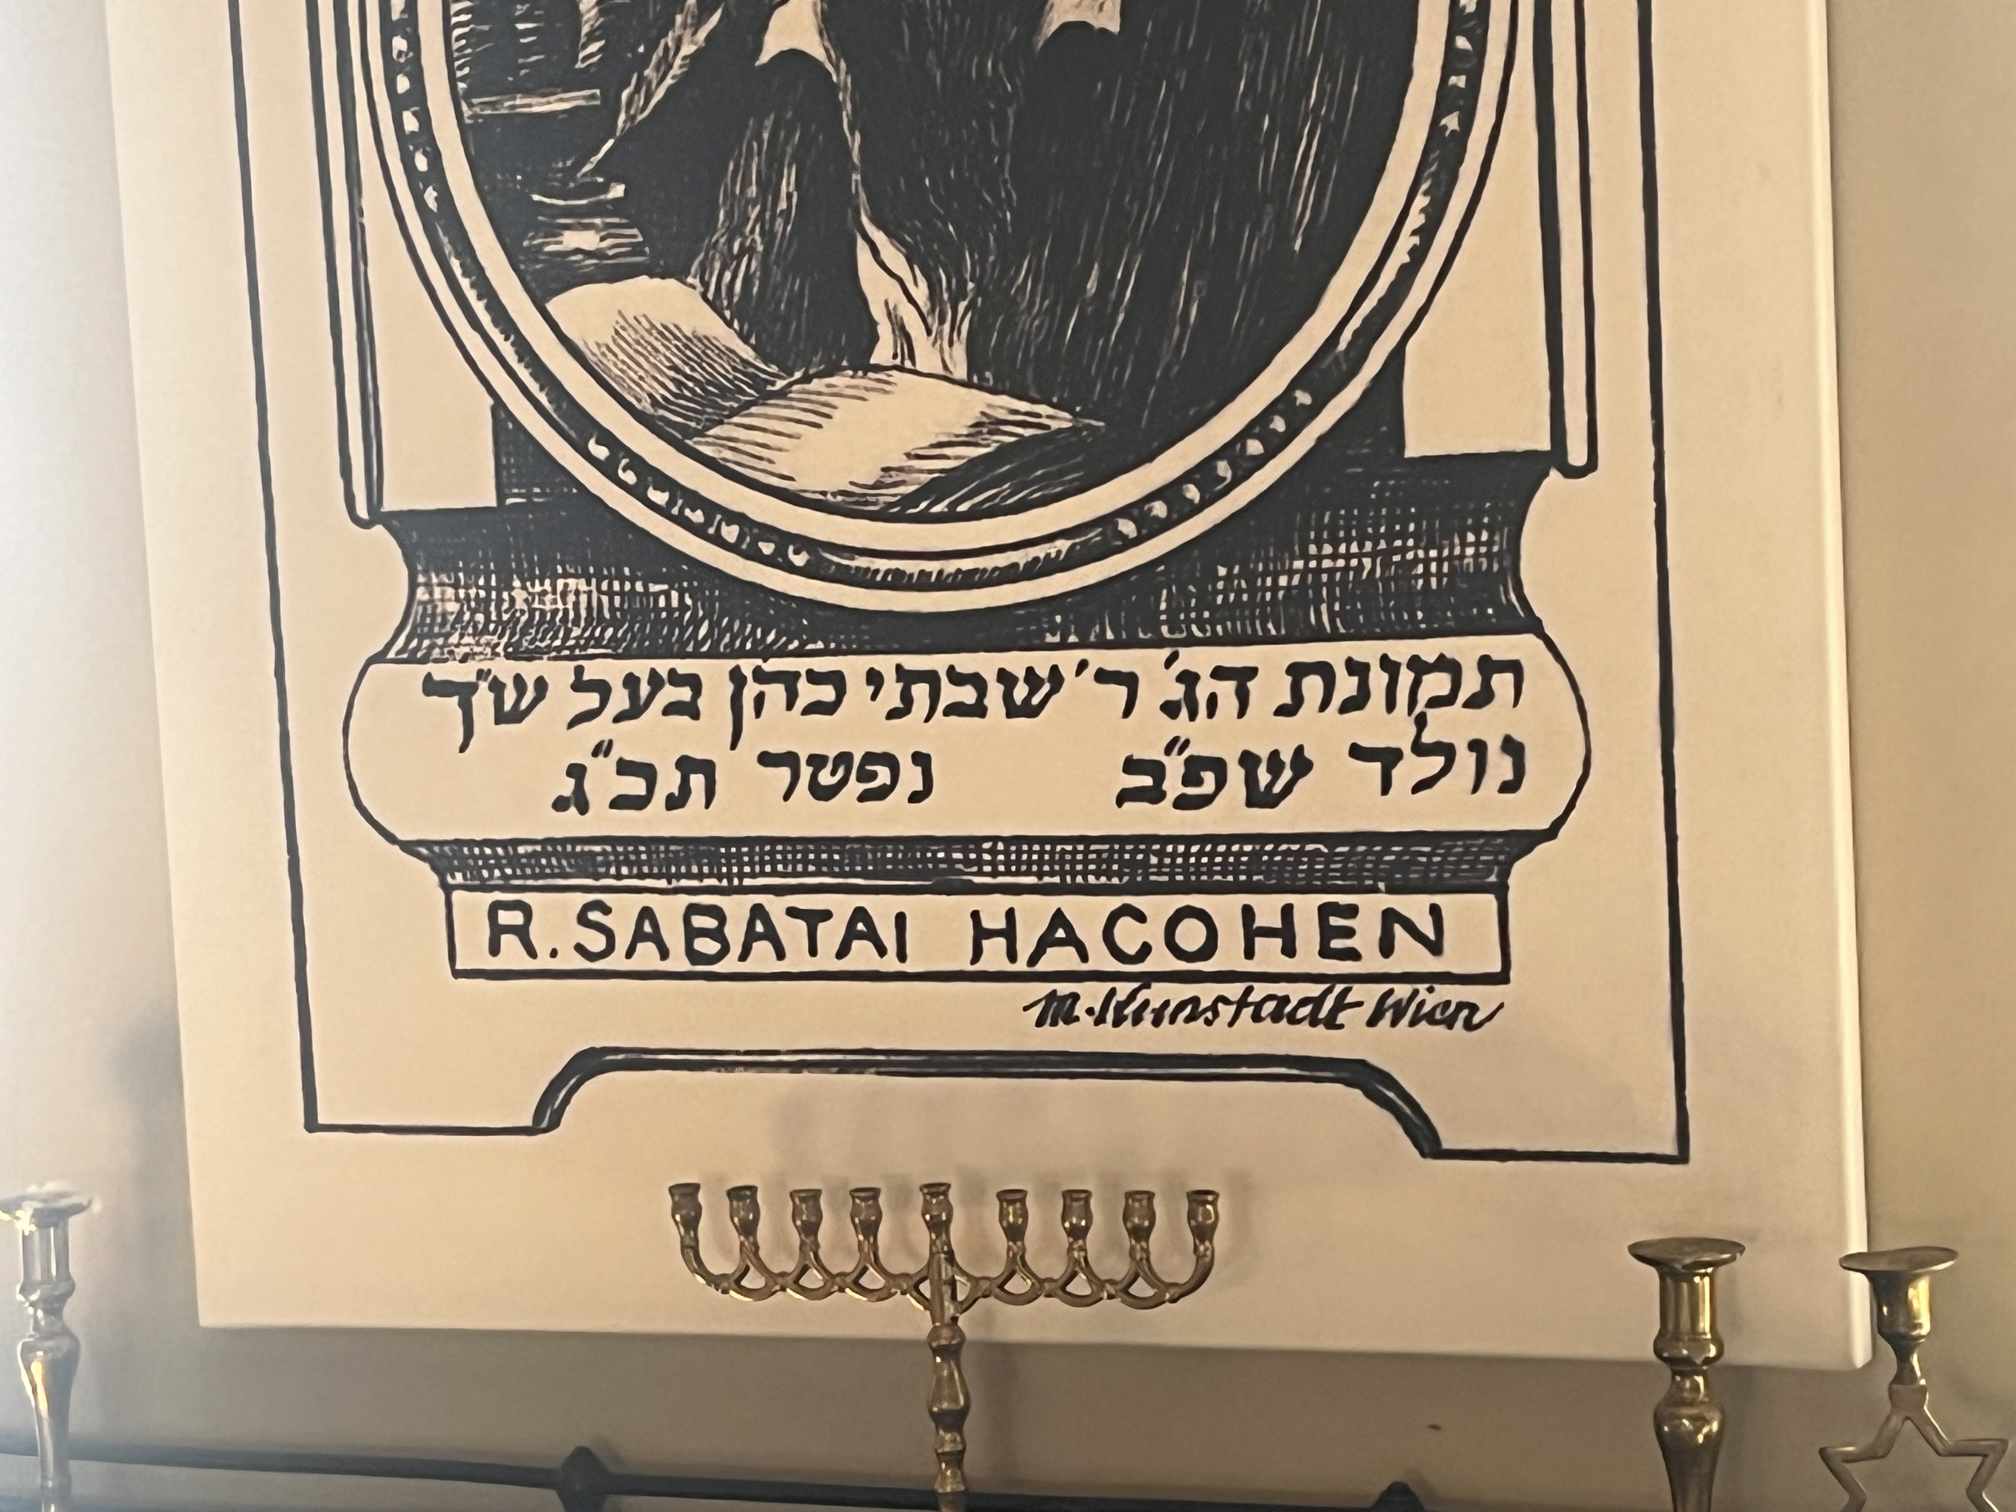 תמונת הג' ר' שבתי כהן בעל ש"ך
נולד שפ"ב נפטר תכ"ג
R. SABATAI HACOHEN
M. Kunstadt Wien